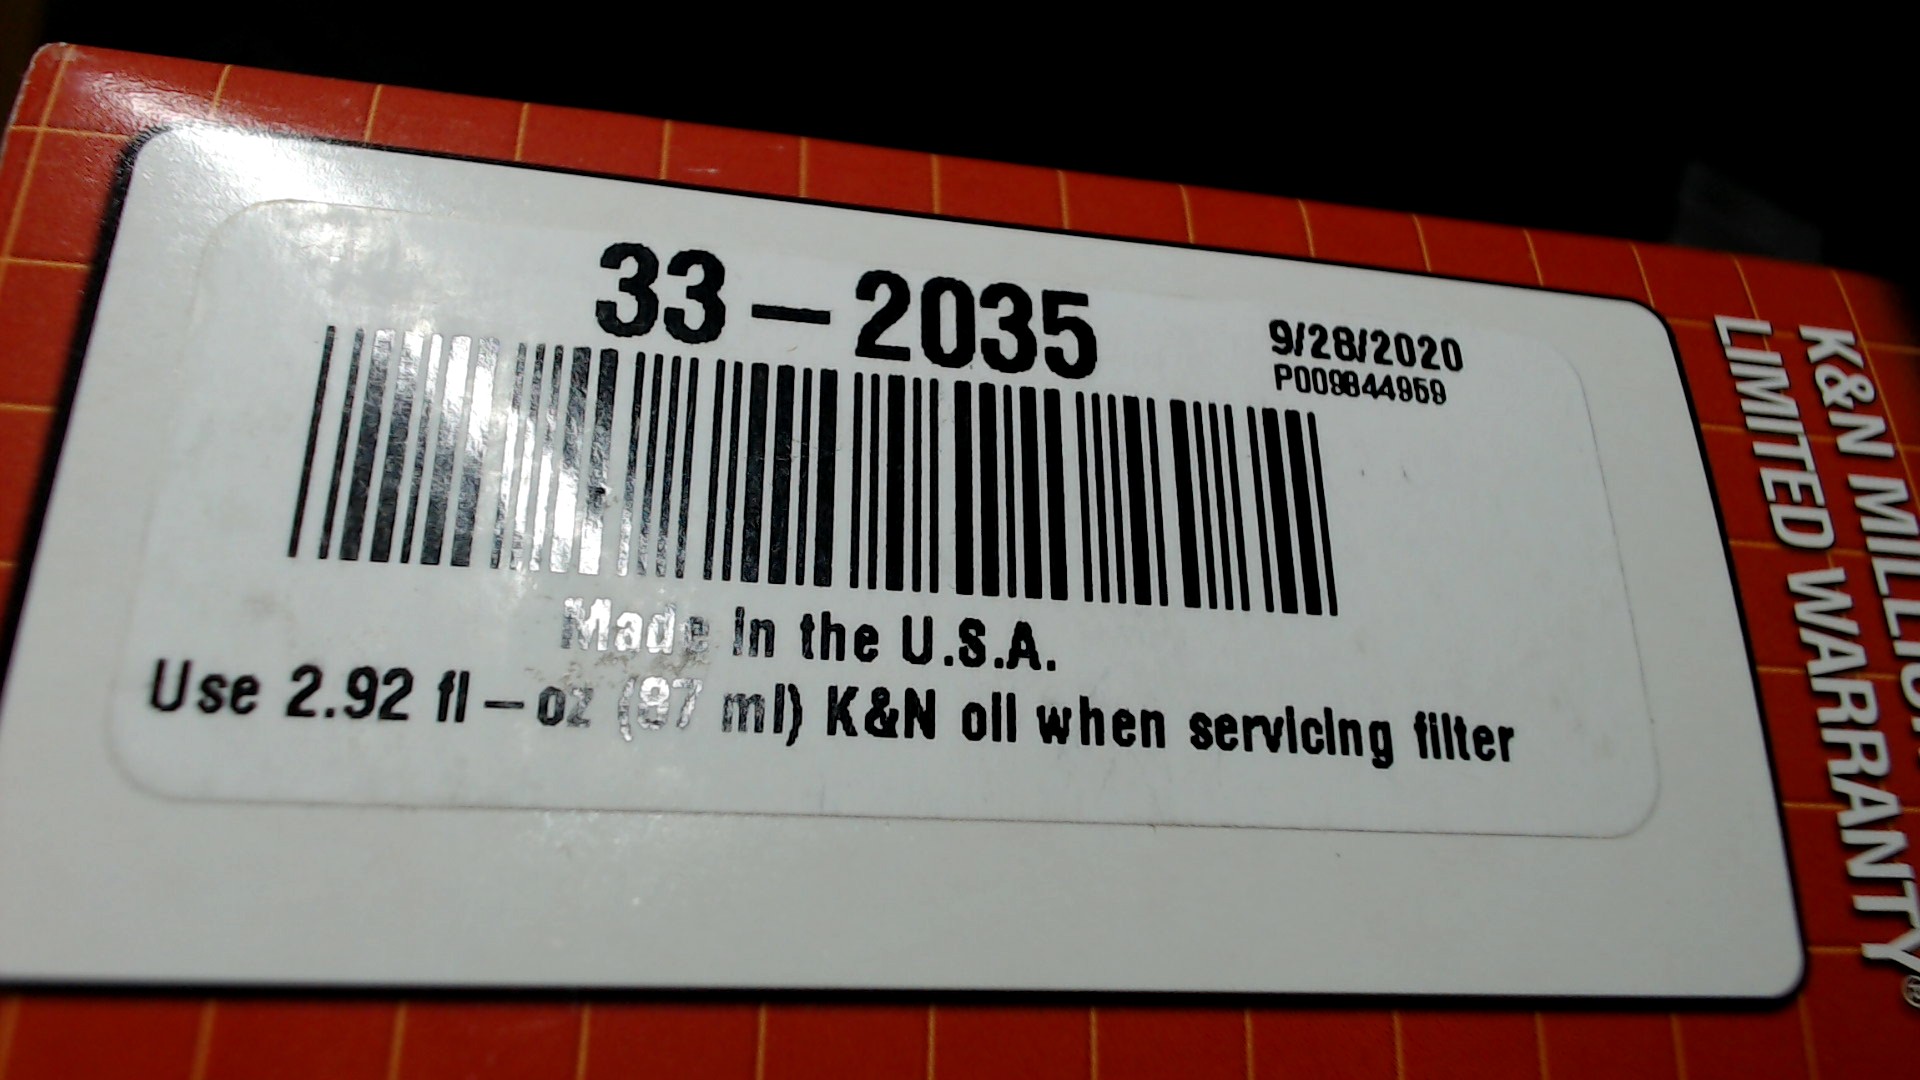 33-2035
9/28/2020
P009844959
Made in the U.S.A.
Use 2.92 fl-oz (87 ml) K&N oil when servicing filter
K&N MILLION
LIMITED WARRANTY